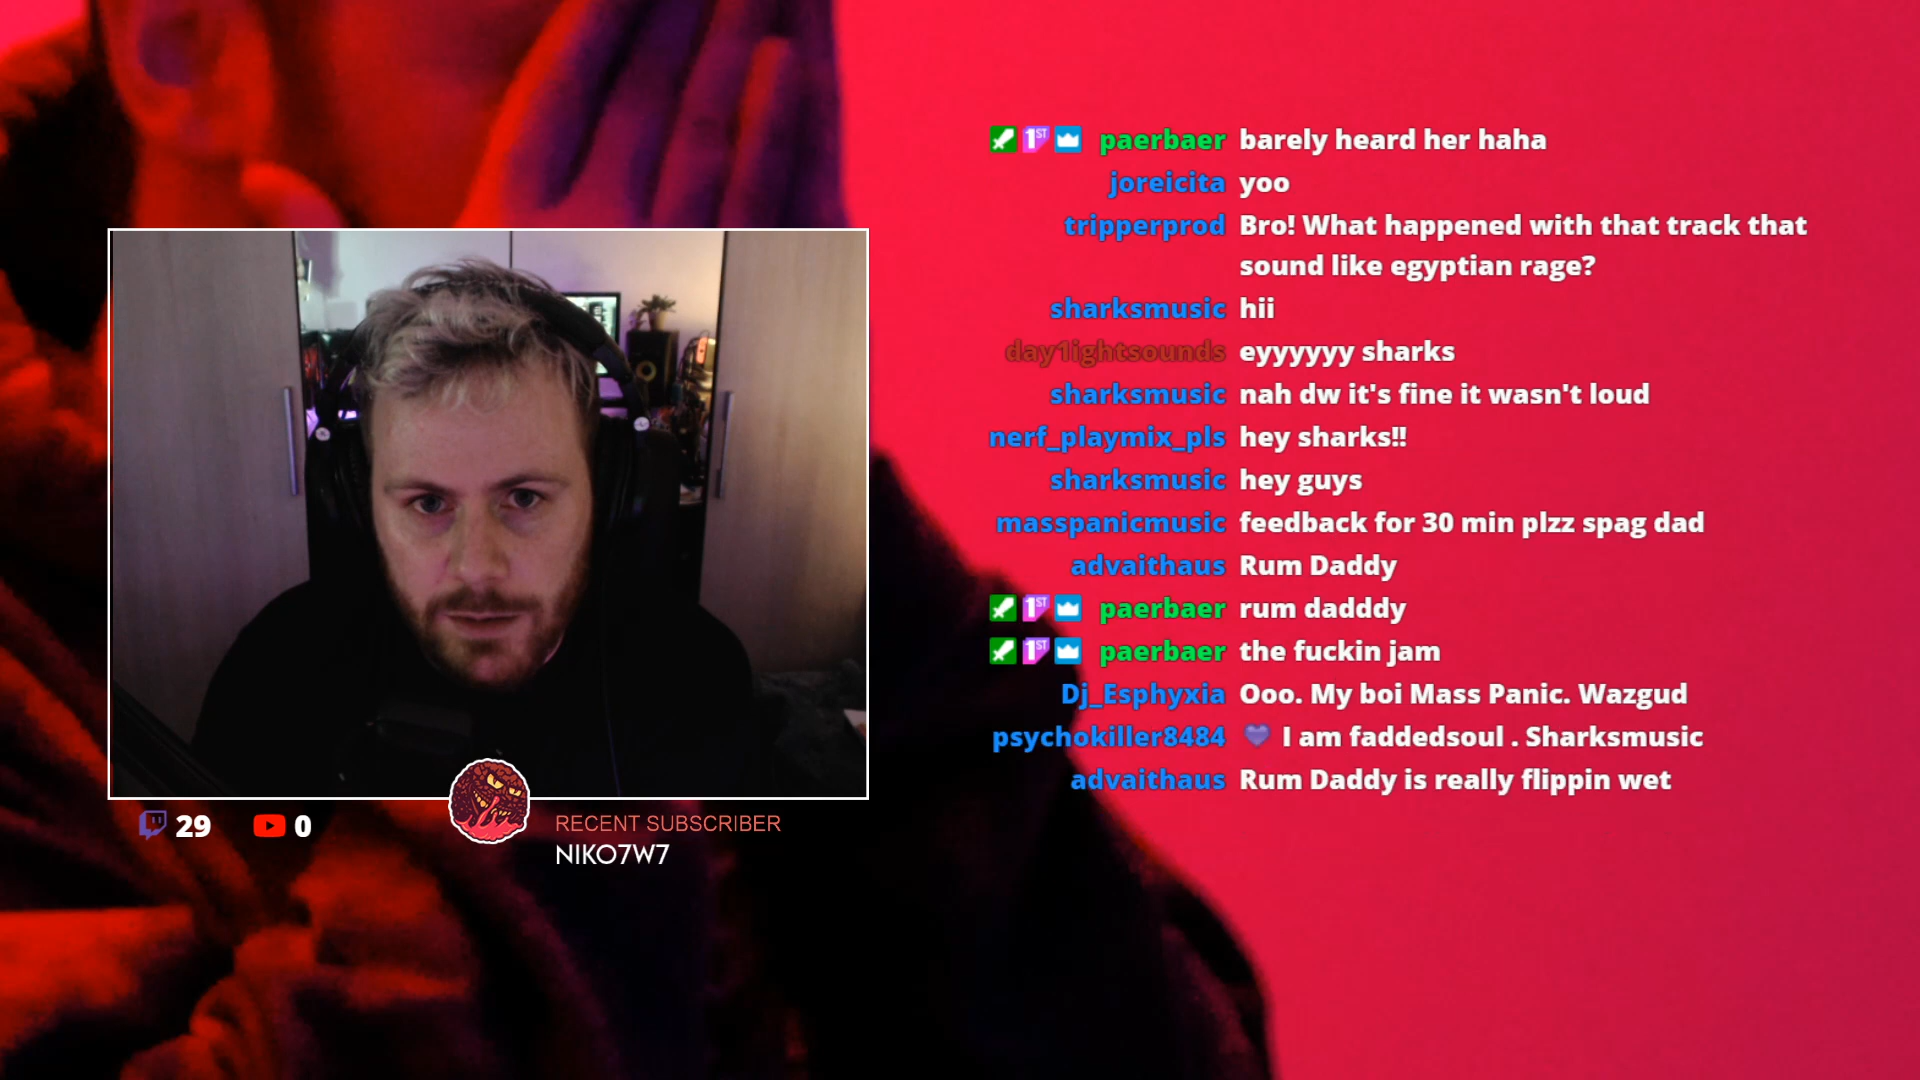 paerbaer barely heard her haha
joreicita yoo
tripperprod Bro! What happened with that track that
sound like egyptian rage?
sharksmusic hii
day1ightsounds eyyyyyy sharks
sharksmusic nah dw it's fine it wasn't loud
nerf_playmix_pls hey sharks!!
sharksmusic hey guys
masspanicmusic feedback for 30 min plzz spag dad
advaithaus Rum Daddy
1ST paerbaer rum dadddy
1ST paerbaer the fuckin jam
Dj_Esphyxia Ooo. My boi Mass Panic. Wazgud
psychokiller8484 I am faddedsoul . Sharksmusic
advaithaus Rum Daddy is really flippin wet
29 0
RECENT SUBSCRIBER
NIKO7W7